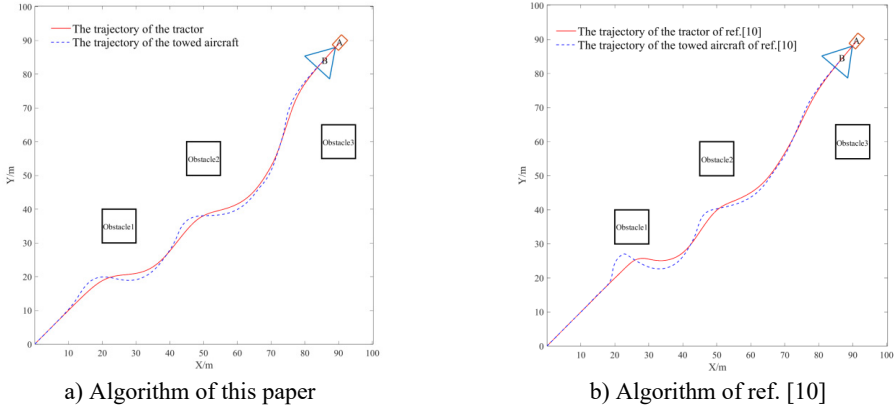 100
90
80
70
60
50
40
30
20
10
0
Y/m
The trajectory of the tractor
The trajectory of the towed aircraft
A
B
Obstacle1
Obstacle2
Obstacle3
10 20 30 40 50 60 70 80 90 100
X/m
a) Algorithm of this paper
100
90
80
70
60
50
40
30
20
10
0
Y/m
The trajectory of the tractor of ref.[10]
The trajectory of the towed aircraft of ref.[10]
A
B
Obstacle1
Obstacle2
Obstacle3
10 20 30 40 50 60 70 80 90 100
X/m
b) Algorithm of ref. [10]